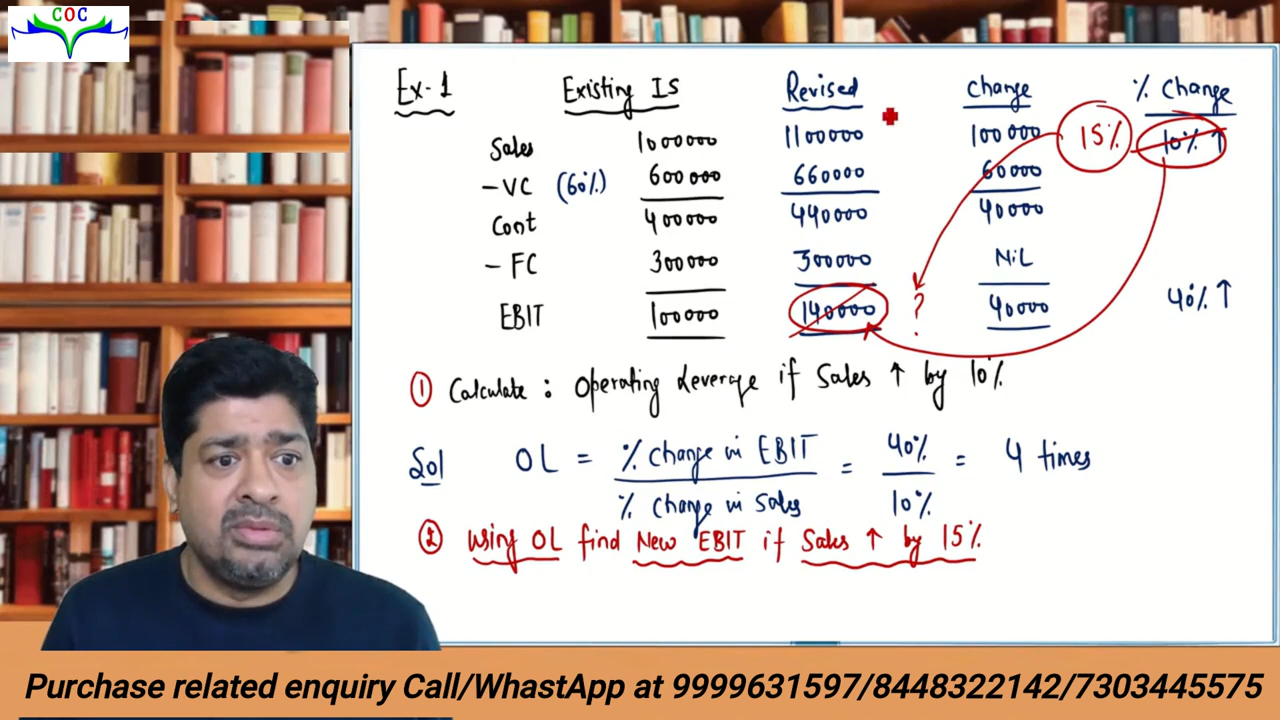 COC
Ex-1 Existing IS Revised Change % Change
Sales 1000000 1100000 100000 15% 10% ↑
- VC (60%) 600000 660000 60000
Cont 400000 440000 40000
- FC 300000 300000 NiL
EBIT 100000 140000 ? 40000 40% ↑
① Calculate : Operating Leverage if Sales ↑ by 10%
Sol OL = % Change in EBIT / % Change in Sales = 40% / 10% = 4 times
② Using OL find New EBIT if Sales ↑ by 15%
Purchase related enquiry Call/WhastApp at 9999631597/8448322142/7303445575